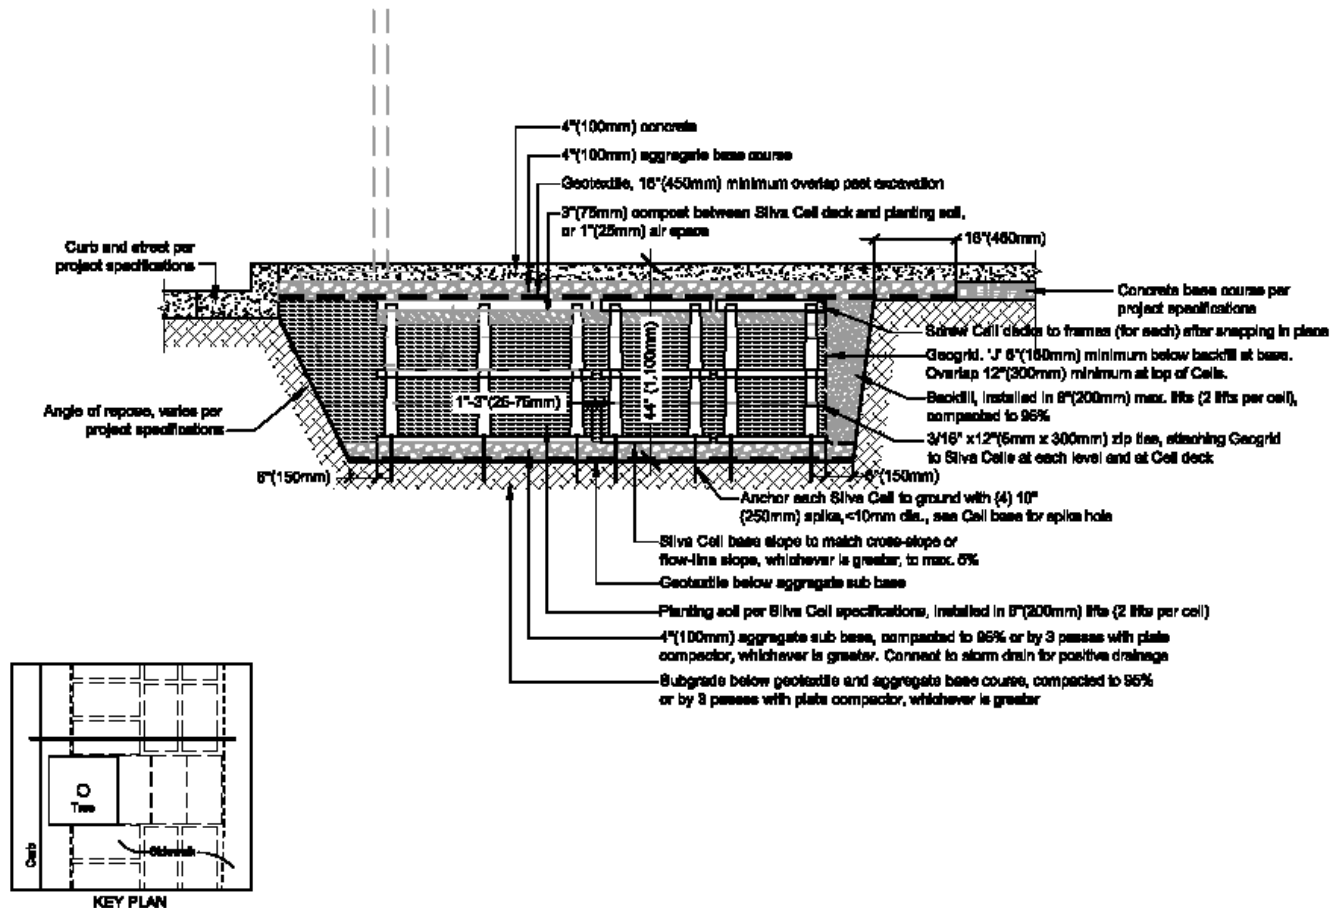 4"(100mm) concrete
4"(100mm) aggregate base course
Geotextile, 18"(450mm) minimum overlap past excavation
3"(75mm) compost between Silva Cell deck and planting soil,
or 1"(25mm) air space
Curb and street per
project specifications
18"(450mm)
Concrete base course per
project specifications
Screw Cell decks to frames (for each) after snapping in place
Geogrid. 'J' 6"(150mm) minimum below backfill at base.
Overlap 12"(300mm) minimum at top of Cells.
44" (1,100mm)
1"-3"(25-75mm)
Backfill, installed in 8"(200mm) max. lifts (2 lifts per cell),
compacted to 95%
Angle of repose, varies per
project specifications
3/16" x12"(5mm x 300mm) zip ties, attaching Geogrid
to Silva Cells at each level and at Cell deck
6"(150mm)
6"(150mm)
Anchor each Silva Cell to ground with (4) 10"
(250mm) spike,<10mm dia., see Cell base for spike hole
Silva Cell base slope to match cross-slope or
flow-line slope, whichever is greater, to max. 5%
Geotextile below aggregate sub base
Planting soil per Silva Cell specifications, installed in 8"(200mm) lifts (2 lifts per cell)
4"(100mm) aggregate sub base, compacted to 95% or by 3 passes with plate
compactor, whichever is greater. Connect to storm drain for positive drainage
Subgrade below geotextile and aggregate base course, compacted to 95%
or by 3 passes with plate compactor, whichever is greater
Tree
Curb
Sidewalk
KEY PLAN